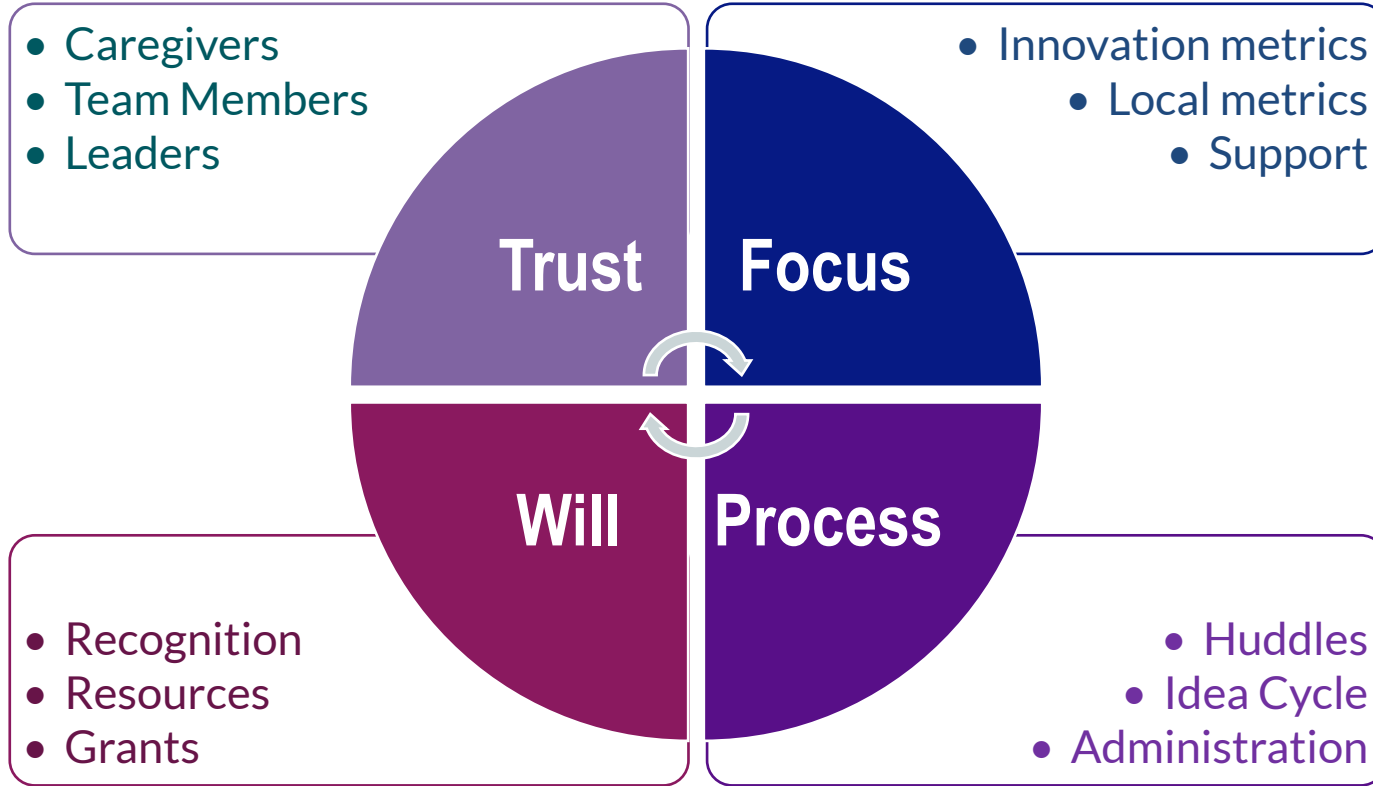 • Caregivers
• Team Members
• Leaders
• Innovation metrics
• Local metrics
• Support
Trust
Focus
Will
Process
• Recognition
• Resources
• Grants
• Huddles
• Idea Cycle
• Administration